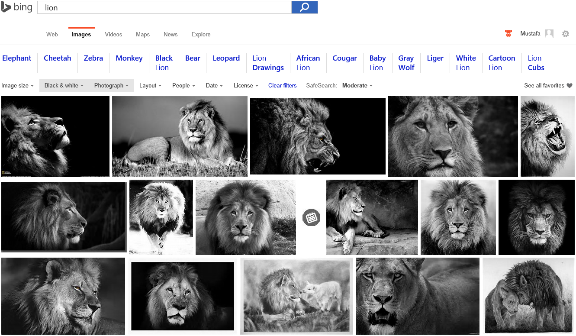 bing
lion
Web Images Videos Maps News Explore
Mustafa
Elephant Cheetah Zebra Monkey Black Lion Bear Leopard Lion Drawings African Lion Cougar Baby Lion Gray Wolf Liger White Lion Cartoon Lion Lion Cubs
Image size Black & white Photograph Layout People Date License Clear filters SafeSearch: Moderate See all favorites